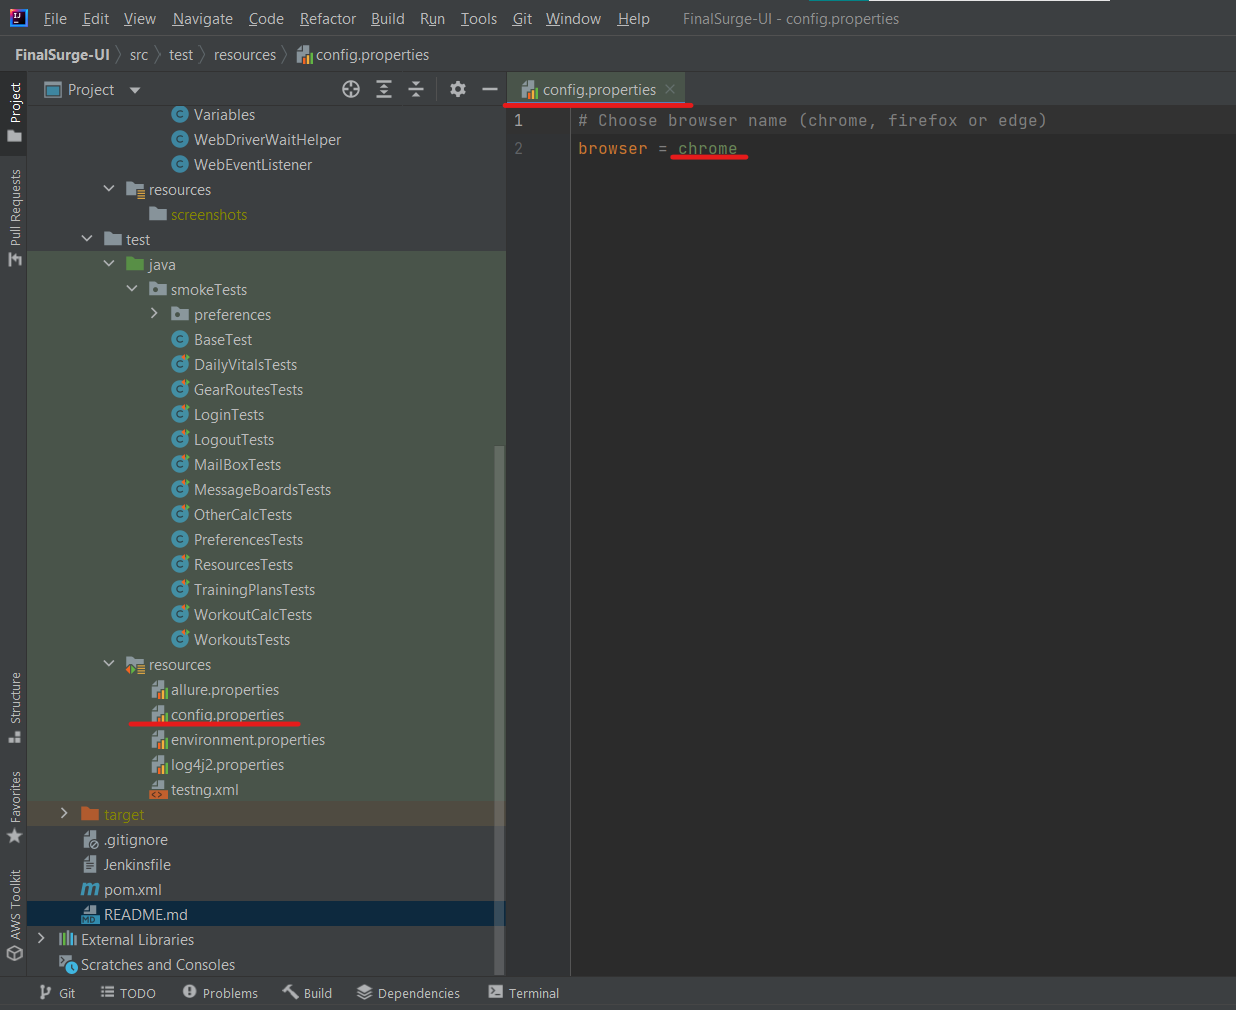 File Edit View Navigate Code Refactor Build Run Tools Git Window Help FinalSurge-UI - config.properties
FinalSurge-UI src test resources config.properties
Project
config.properties
Project
Pull Requests
Structure
Favorites
AWS Toolkit
Variables
WebDriverWaitHelper
WebEventListener
resources
screenshots
test
java
smokeTests
preferences
BaseTest
DailyVitalsTests
GearRoutesTests
LoginTests
LogoutTests
MailBoxTests
MessageBoardsTests
OtherCalcTests
PreferencesTests
ResourcesTests
TrainingPlansTests
WorkoutCalcTests
WorkoutsTests
resources
allure.properties
config.properties
environment.properties
log4j2.properties
testng.xml
target
.gitignore
Jenkinsfile
pom.xml
README.md
External Libraries
Scratches and Consoles
1 # Choose browser name (chrome, firefox or edge)
2 browser = chrome
Git TODO Problems Build Dependencies Terminal